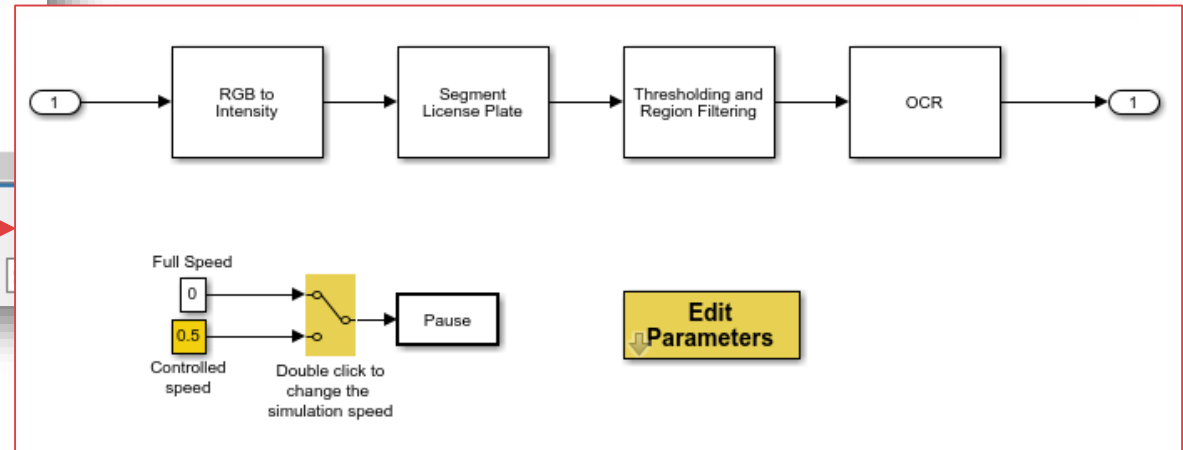 1
RGB to
Intensity
Segment
License Plate
Thresholding and
Region Filtering
OCR
1
Full Speed
0
0.5
Controlled
speed
Double click to
change the
simulation speed
Pause
Edit
Parameters